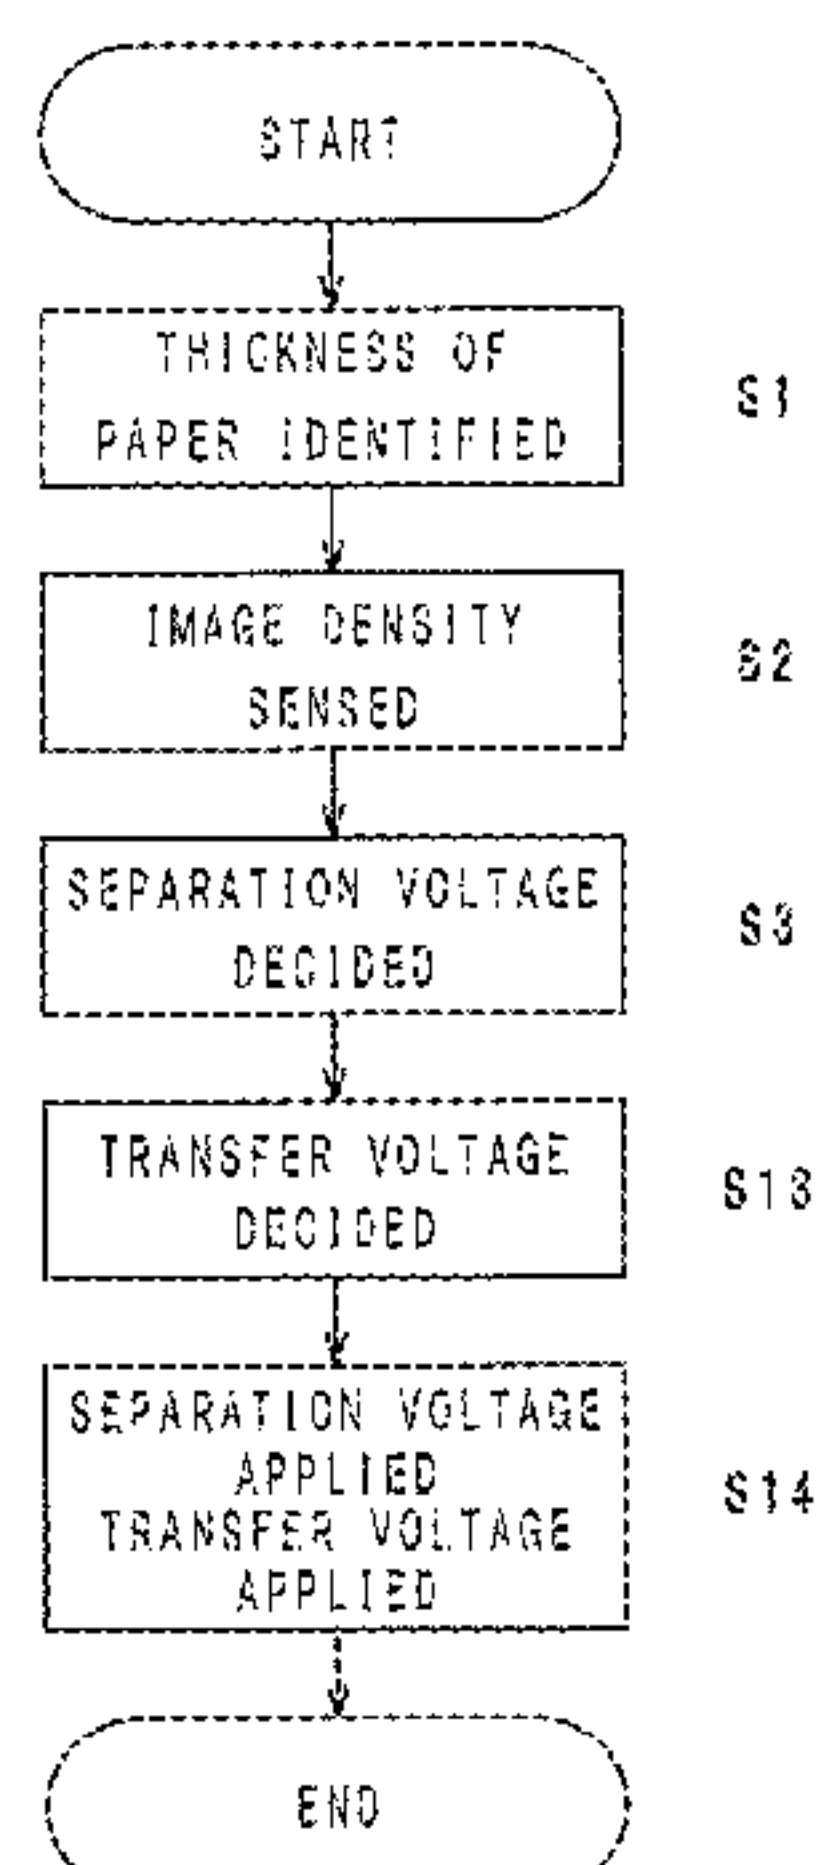 START
THICKNESS OF
PAPER IDENTIFIED
S1
IMAGE DENSITY
SENSED
S2
SEPARATION VOLTAGE
DECIDED
S3
TRANSFER VOLTAGE
DECIDED
S13
SEPARATION VOLTAGE
APPLIED
TRANSFER VOLTAGE
APPLIED
S14
END